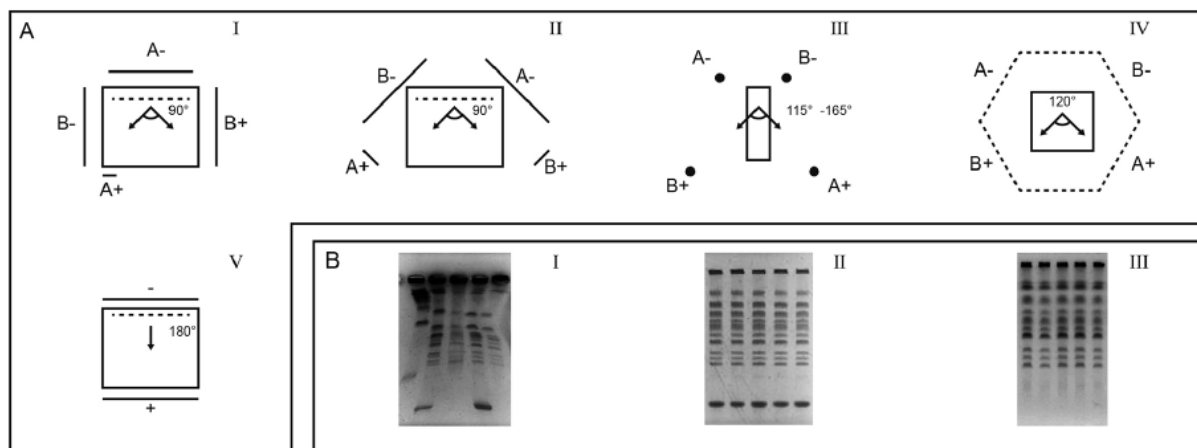 A
I
A-
B-
90°
B+
A+
II
B-
A-
90°
A+
B+
III
A-
B-
115° -165°
B+
A+
IV
A-
B-
120°
B+
A+
V
-
180°
+
B
I
II
III